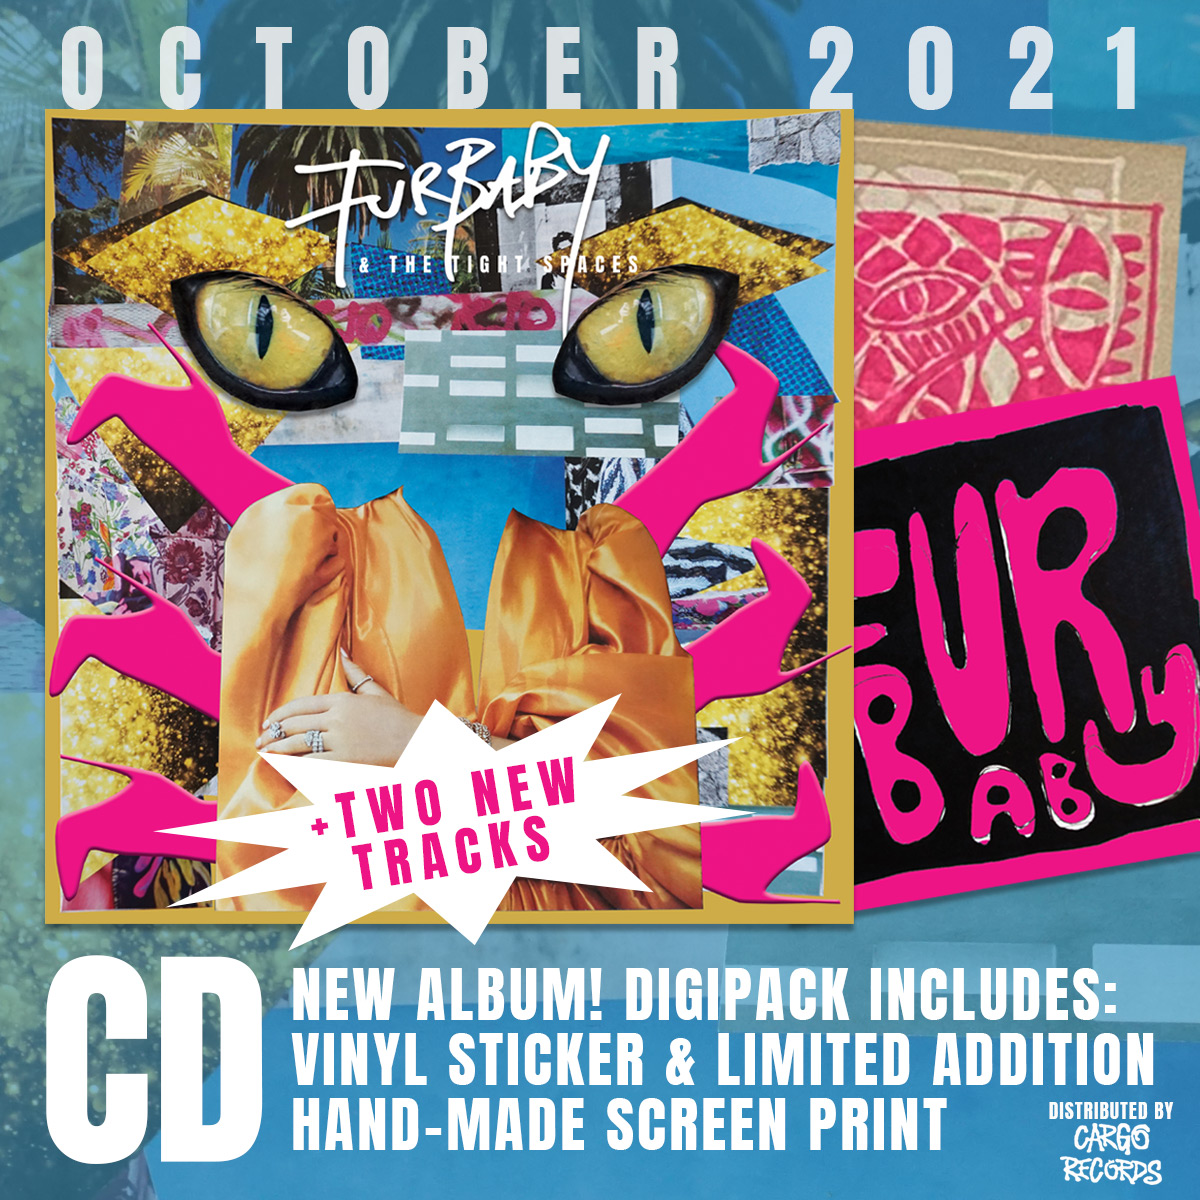 OCTOBER 2021
FURBABY
& THE TIGHT SPACES
+TWO NEW
TRACKS
FUR
BABY
CD
NEW ALBUM! DIGIPACK INCLUDES:
VINYL STICKER & LIMITED ADDITION
HAND-MADE SCREEN PRINT
DISTRIBUTED BY
CARGO
RECORDS